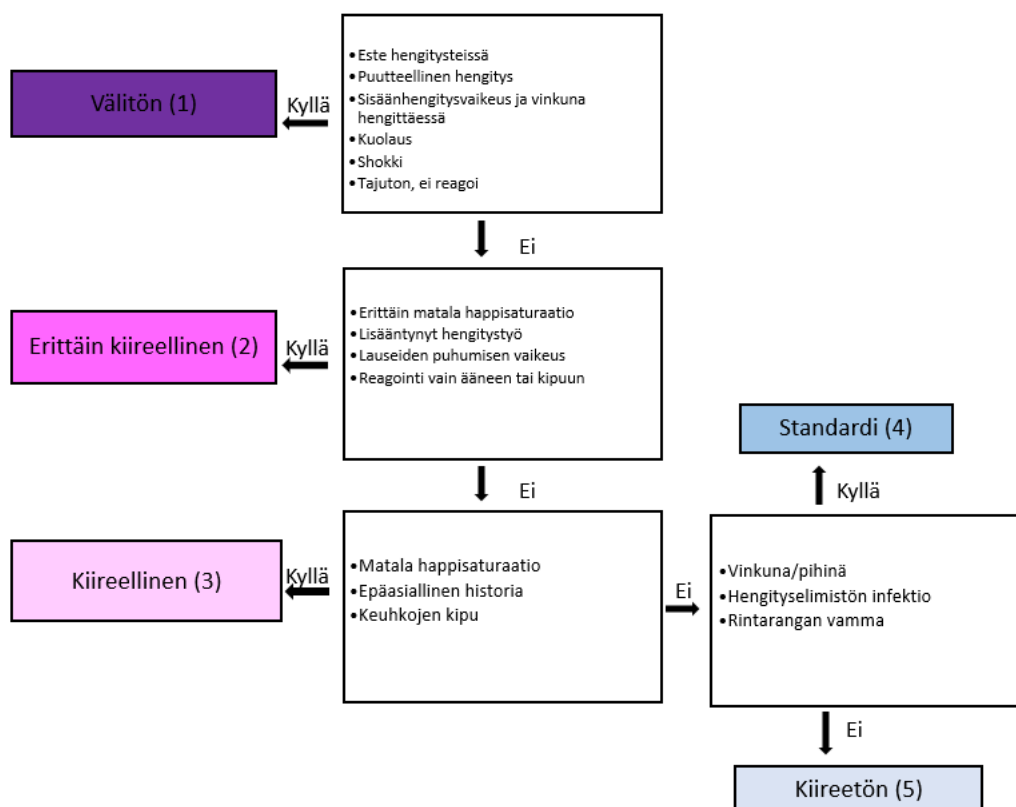 •Este hengitysteissä
•Puutteellinen hengitys
•Sisäänhengitysvaikeus ja vinkuna
hengittäessä
•Kuolaus
•Shokki
•Tajuton, ei reagoi
Välitön (1)
Kyllä
Ei
•Erittäin matala happisaturaatio
•Lisääntynyt hengitystyö
•Lauseiden puhumisen vaikeus
•Reagointi vain ääneen tai kipuun
Erittäin kiireellinen (2)
Kyllä
Ei
•Matala happisaturaatio
•Epäasiallinen historia
•Keuhkojen kipu
Kiireellinen (3)
Kyllä
Ei
Standardi (4)
Kyllä
•Vinkuna/pihinä
•Hengityselimistön infektio
•Rintarangan vamma
Ei
Kiireetön (5)